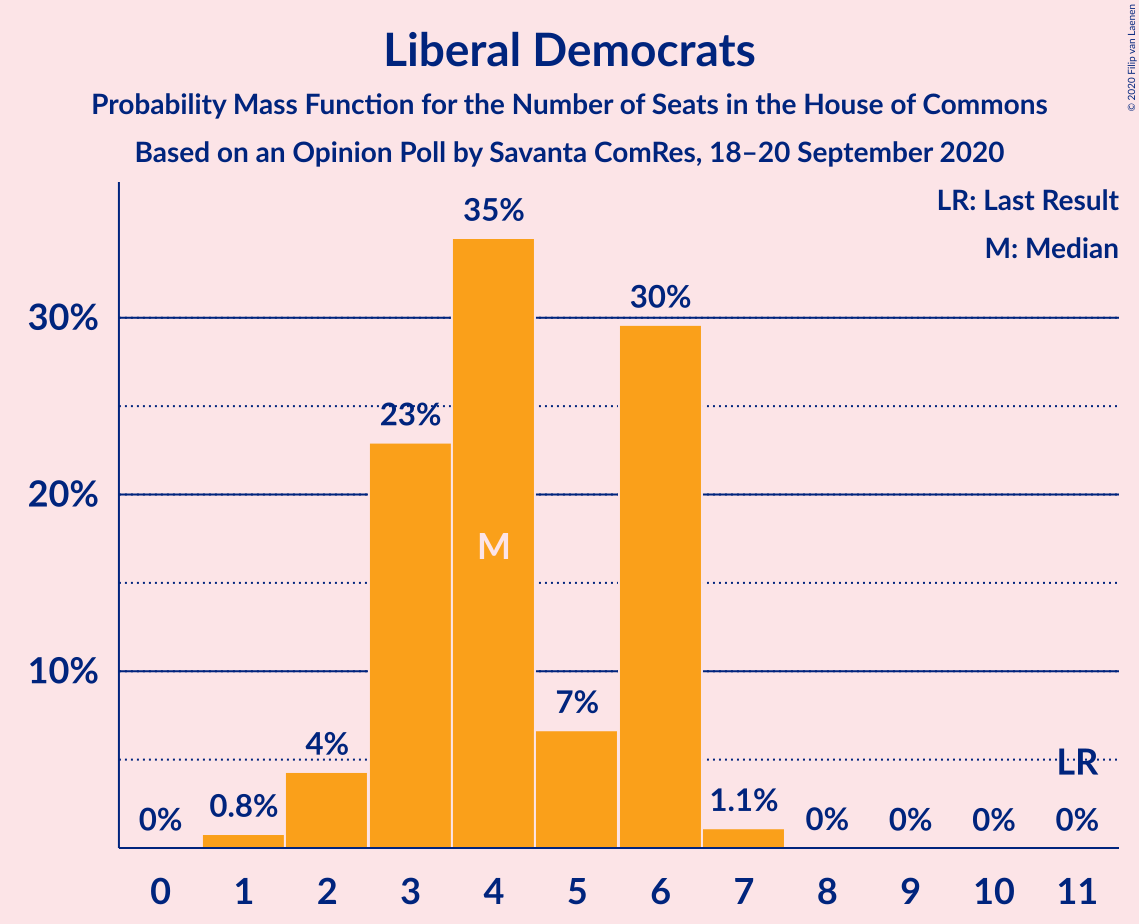 Liberal Democrats
Probability Mass Function for the Number of Seats in the House of Commons
Based on an Opinion Poll by Savanta ComRes, 18–20 September 2020
© 2020 Filip van Laenen
LR: Last Result
M: Median
35%
30%
30%
23%
20%
M
10%
7%
4%
LR
0%
0.8%
1.1%
0%
0%
0%
0%
0 1 2 3 4 5 6 7 8 9 10 11